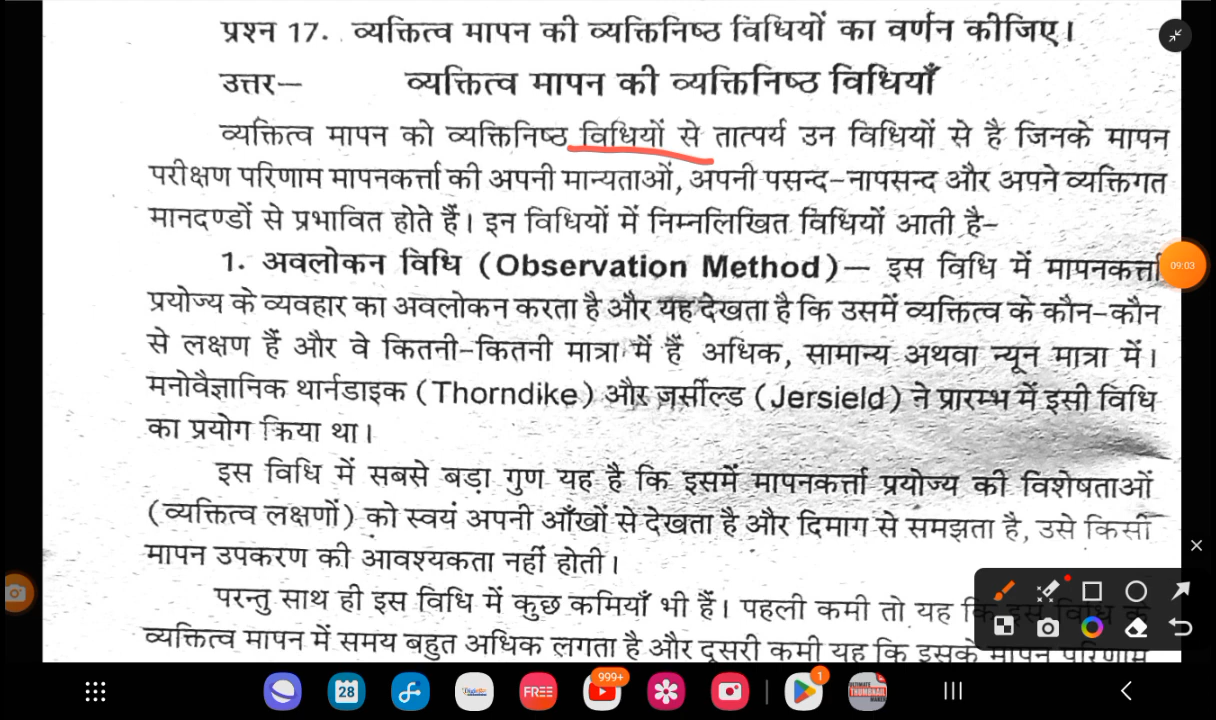 प्रश्न 17. व्यक्तित्व मापन की व्यक्तिनिष्ठ विधियों का वर्णन कीजिए।
उत्तर— व्यक्तित्व मापन की व्यक्तिनिष्ठ विधियाँ
व्यक्तित्व मापन को व्यक्तिनिष्ठ विधियों से तात्पर्य उन विधियों से है जिनके मापन
परीक्षण परिणाम मापनकर्त्ता की अपनी मान्यताओं, अपनी पसन्द-नापसन्द और अपने व्यक्तिगत
मानदण्डों से प्रभावित होते हैं। इन विधियों में निम्नलिखित विधियाँ आती है-
1. अवलोकन विधि (Observation Method)— इस विधि में मापनकर्त्ता
09:03
प्रयोज्य के व्यवहार का अवलोकन करता है और यह देखता है कि उसमें व्यक्तित्व के कौन-कौन
से लक्षण हैं और वे कितनी-कितनी मात्रा में हैं अधिक, सामान्य अथवा न्यून मात्रा में।
मनोवैज्ञानिक थार्नडाइक (Thorndike) और जर्सील्ड (Jersield) ने प्रारम्भ में इसी विधि
का प्रयोग किया था।
इस विधि में सबसे बड़ा गुण यह है कि इसमें मापनकर्त्ता प्रयोज्य की विशेषताओं
(व्यक्तित्व लक्षणों) को स्वयं अपनी आँखों से देखता है और दिमाग से समझता है, उसे किसी
मापन उपकरण की आवश्यकता नहीं होती।
परन्तु साथ ही इस विधि में कुछ कमियाँ भी हैं। पहली कमी तो यह कि इस विधि के
व्यक्तित्व मापन में समय बहुत अधिक लगता है और दूसरी कमी यह कि इसके मापन परिणाम
28
FREE
999+
1